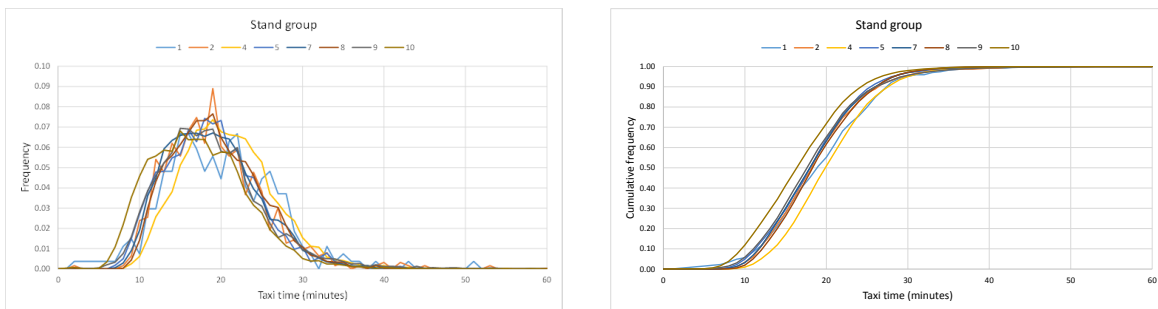 Stand group
1 2 4 5 7 8 9 10
0.10
0.09
0.08
0.07
0.06
0.05
0.04
0.03
0.02
0.01
0.00
Frequency
0 10 20 30 40 50 60
Taxi time (minutes)
Stand group
1 2 4 5 7 8 9 10
1.00
0.90
0.80
0.70
0.60
0.50
0.40
0.30
0.20
0.10
0.00
Cumulative frequency
0 10 20 30 40 50 60
Taxi time (minutes)